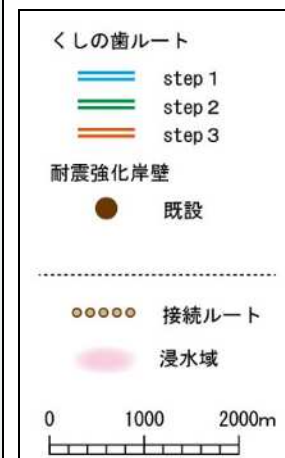 くしの歯ルート
step 1
step 2
step 3
耐震強化岸壁
既設
接続ルート
浸水域
0 1000 2000m